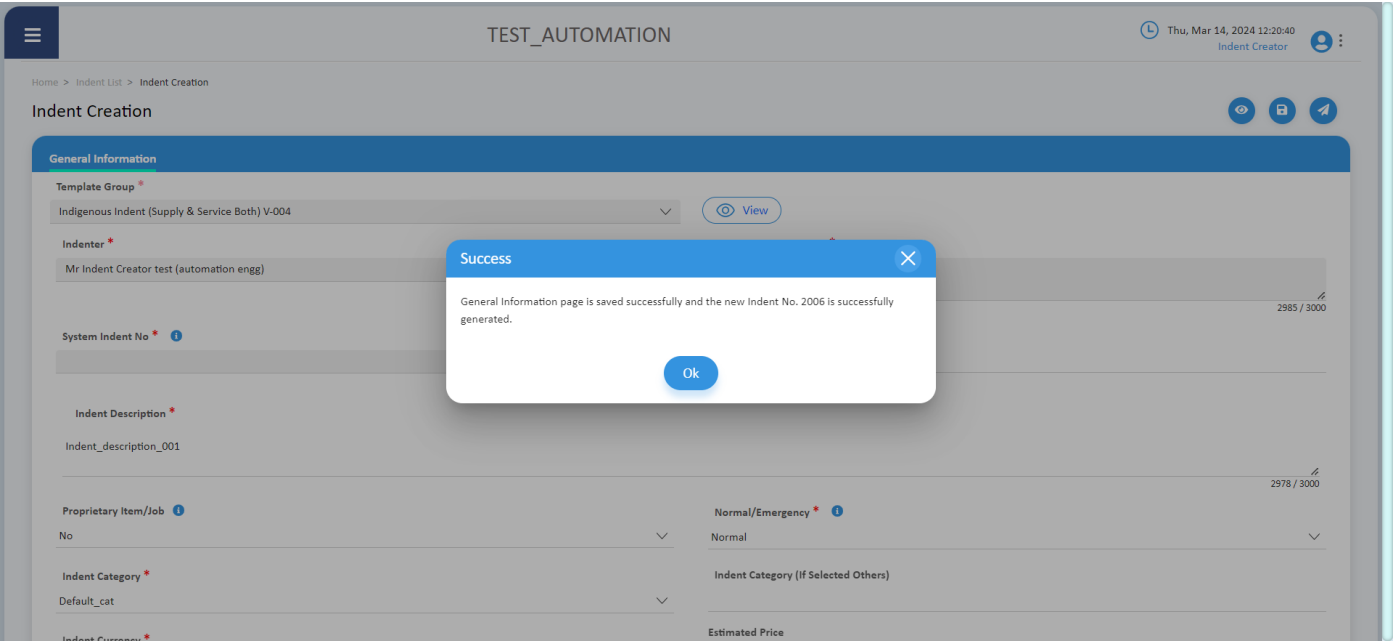 TEST_AUTOMATION
Thu, Mar 14, 2024 12:20:40
Indent Creator
Home > Indent List > Indent Creation
Indent Creation
General Information
Template Group *
Indigenous Indent (Supply & Service Both) V-004
View
Indenter *
*
Mr Indent Creator test (automation engg)
2985 / 3000
Success
General Information page is saved successfully and the new Indent No. 2006 is successfully
generated.
Ok
System Indent No *
Indent Description *
Indent_description_001
2978 / 3000
Proprietary Item/Job
Normal/Emergency *
No
Normal
Indent Category *
Indent Category (If Selected Others)
Default_cat
Indent Currency *
Estimated Price